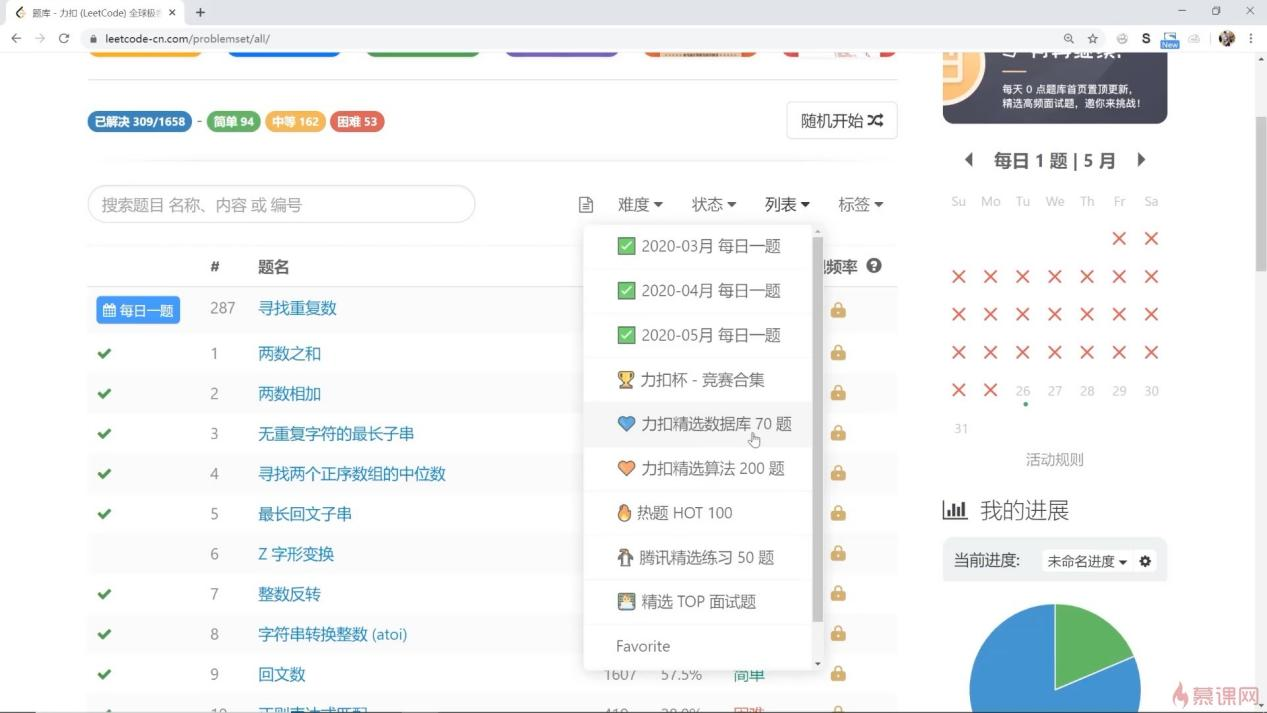 题库 - 力扣 (LeetCode) 全球极客
leetcode-cn.com/problemset/all/
New
每天 0 点题库首页置顶更新，
精选高频面试题，邀你来挑战！
已解决 309/1658 - 简单 94 中等 162 困难 53
随机开始
每日 1 题 | 5 月
搜索题目 名称、内容 或 编号
难度 状态 列表 标签
Su Mo Tu We Th Fr Sa
26 27 28 29 30
31
活动规则
2020-03月 每日一题
2020-04月 每日一题
2020-05月 每日一题
力扣杯 - 竞赛合集
力扣精选数据库 70 题
力扣精选算法 200 题
热题 HOT 100
腾讯精选练习 50 题
精选 TOP 面试题
Favorite
# 题名 频率
每日一题 287 寻找重复数
1 两数之和
2 两数相加
3 无重复字符的最长子串
4 寻找两个正序数组的中位数
5 最长回文子串
6 Z 字形变换
7 整数反转
8 字符串转换整数 (atoi)
9 回文数 1607 57.5% 简单
我的进展
当前进度: 未命名进度
慕课网